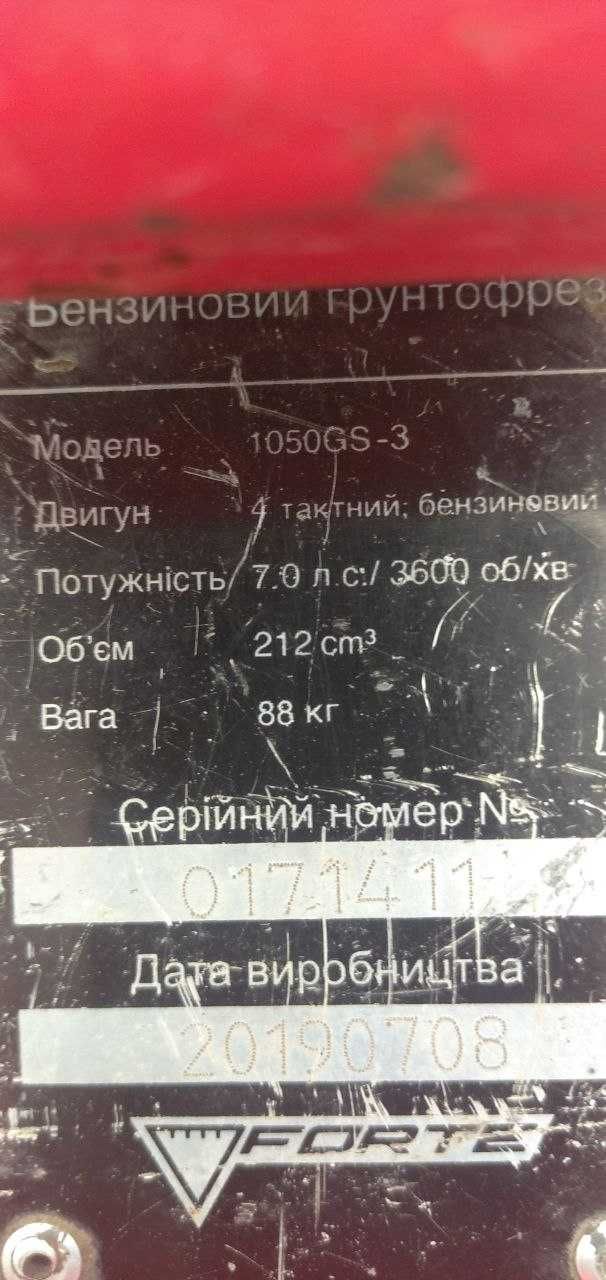 Бензиновий ґрунтофрез
Модель 1050GS-3
Двигун 4 тактний, бензиновий
Потужність 7.0 л.с./ 3600 об/хв
Об'єм 212 cm³
Вага 88 кг
Серійний номер №
0171411
Дата виробництва
20190708
FORTE